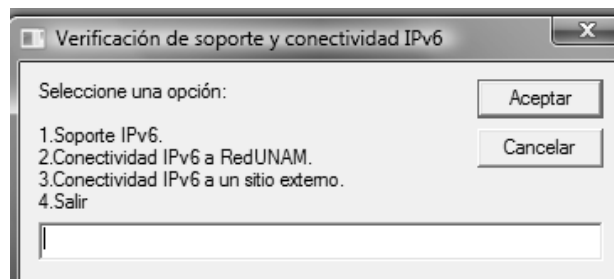 Verificación de soporte y conectividad IPv6
x
Seleccione una opción:
Aceptar
1.Soporte IPv6.
2.Conectividad IPv6 a RedUNAM.
Cancelar
3.Conectividad IPv6 a un sitio externo.
4.Salir